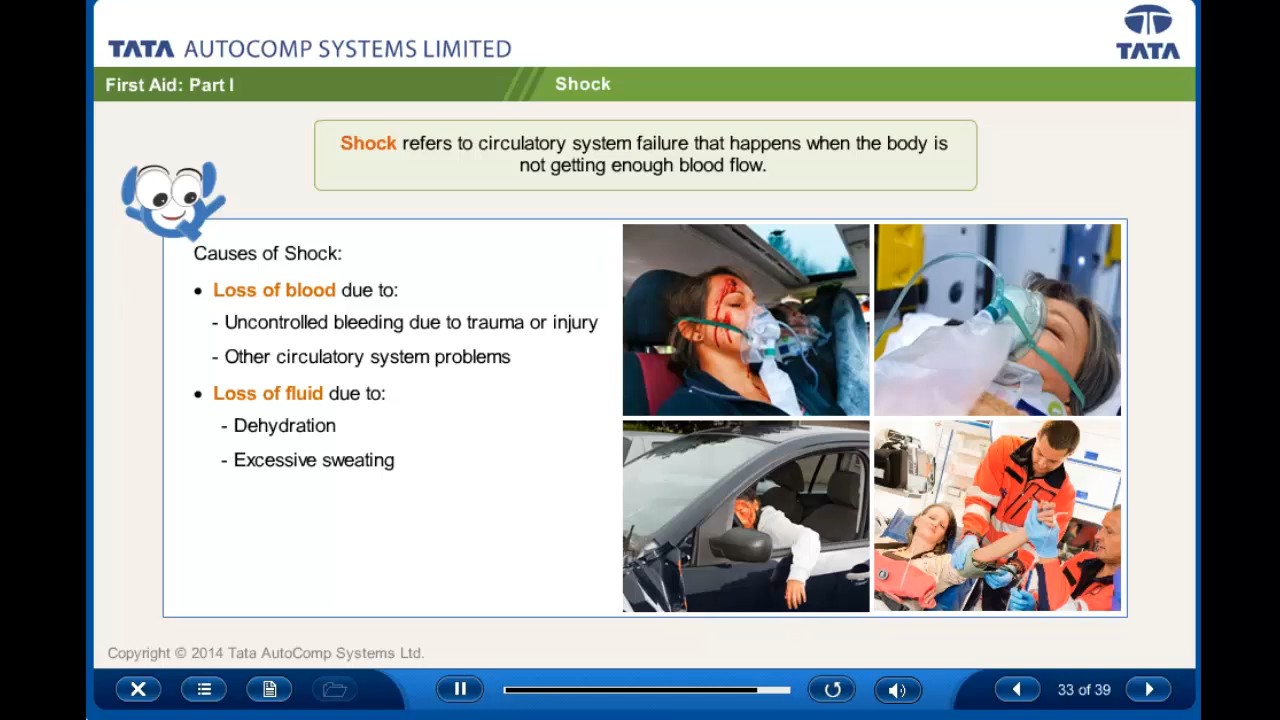 TATA AUTOCOMP SYSTEMS LIMITED
TATA
First Aid: Part I
Shock
Shock refers to circulatory system failure that happens when the body is
not getting enough blood flow.
Causes of Shock:
• Loss of blood due to:
- Uncontrolled bleeding due to trauma or injury
- Other circulatory system problems
• Loss of fluid due to:
- Dehydration
- Excessive sweating
Copyright © 2014 Tata AutoComp Systems Ltd.
33 of 39